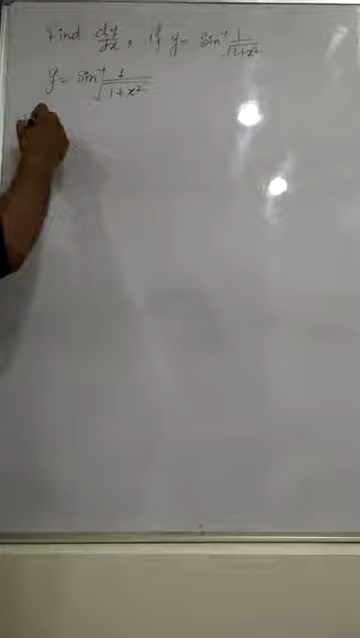 Find dy/dx, if y = sin⁻¹ 1/√(1+x²)
y = sin⁻¹ 1/√(1+x²)